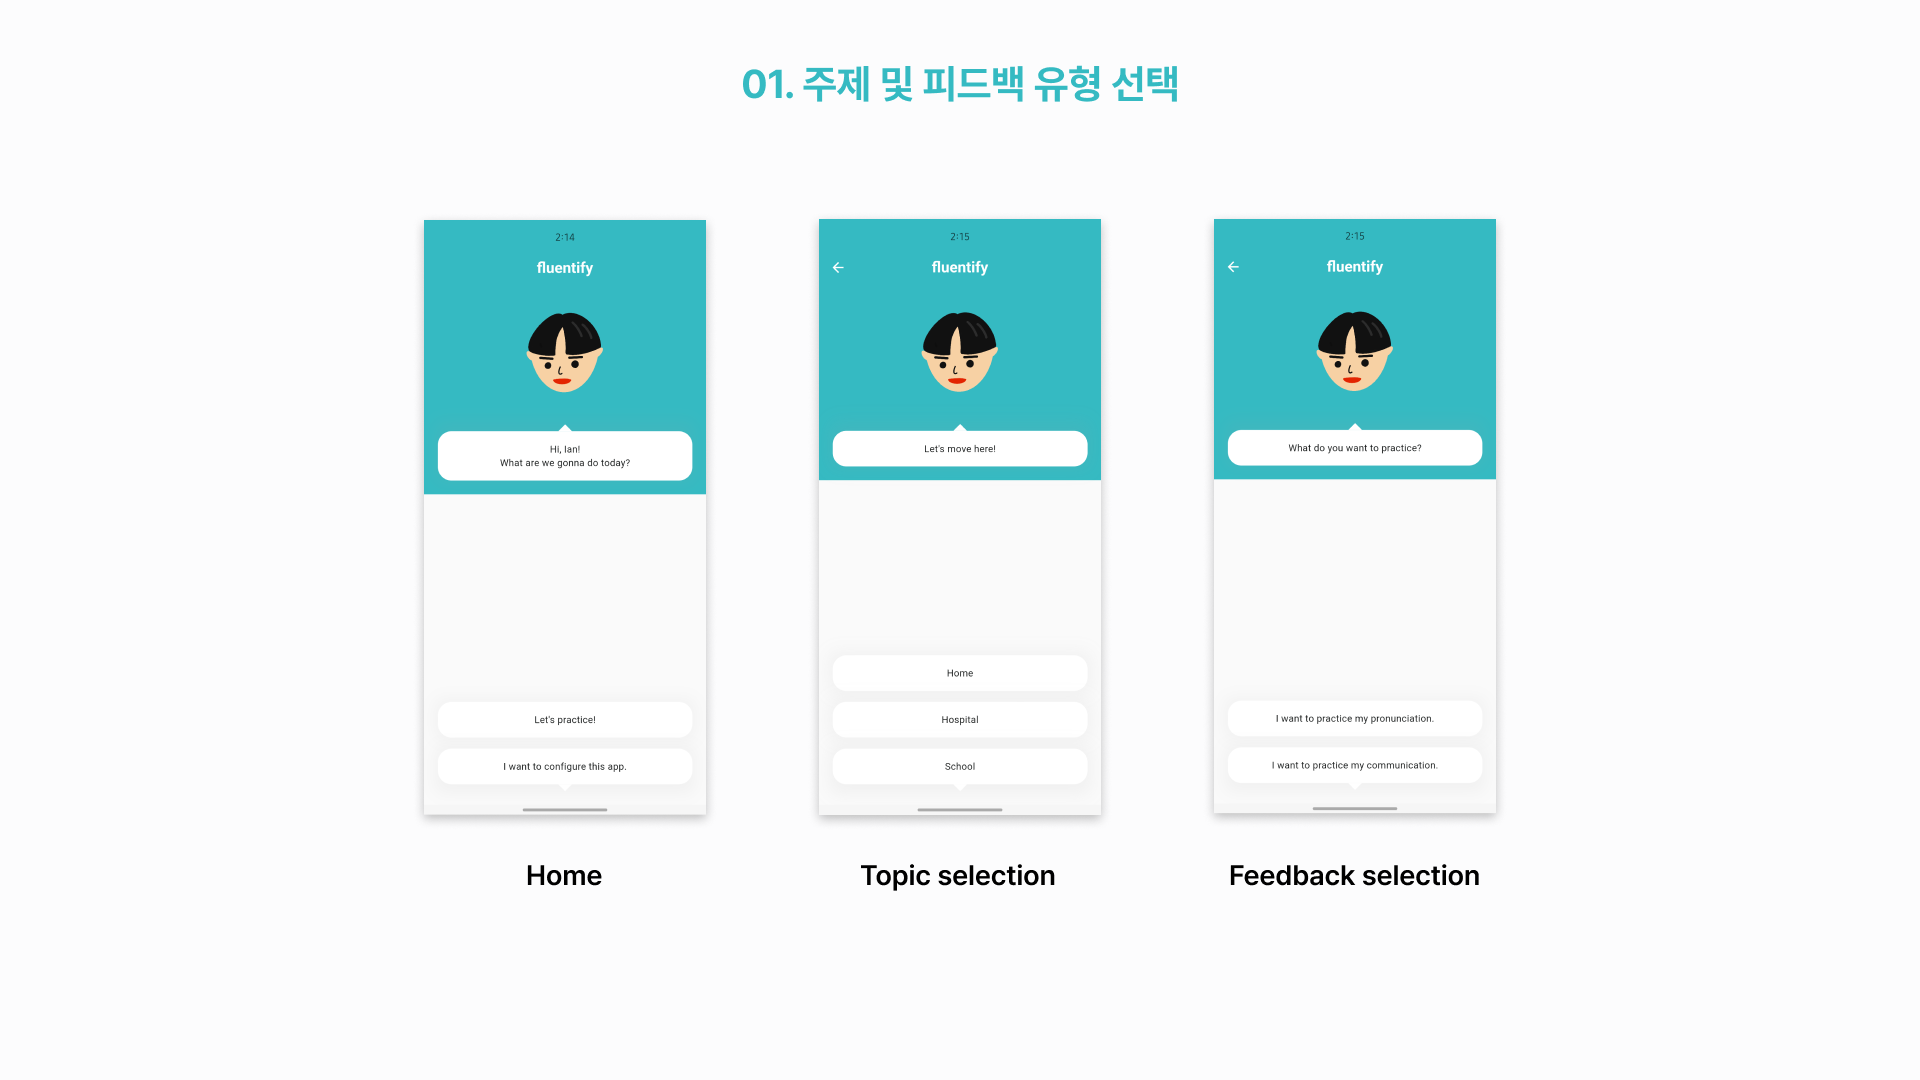 01. 주제 및 피드백 유형 선택
2:14
fluentify
Hi, Ian!
What are we gonna do today?
Let's practice!
I want to configure this app.
Home
2:15
fluentify
Let's move here!
Home
Hospital
School
Topic selection
2:15
fluentify
What do you want to practice?
I want to practice my pronunciation.
I want to practice my communication.
Feedback selection